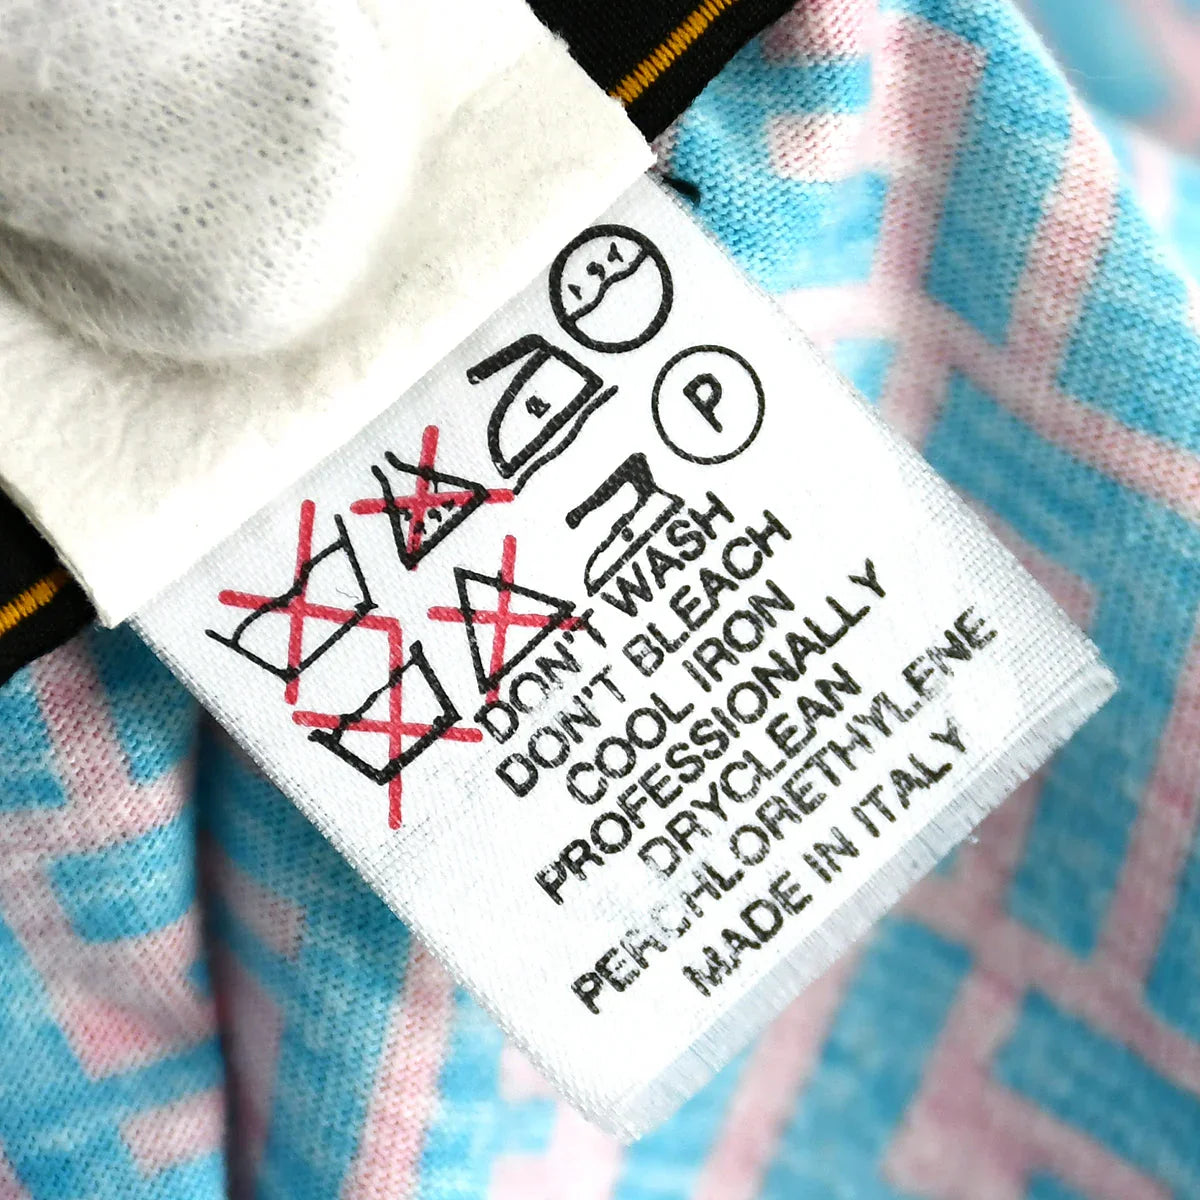 P
DON'T WASH
DON'T BLEACH
COOL IRON
PROFESSIONALLY
DRYCLEAN
PERCHLORETHYLENE
MADE IN ITALY